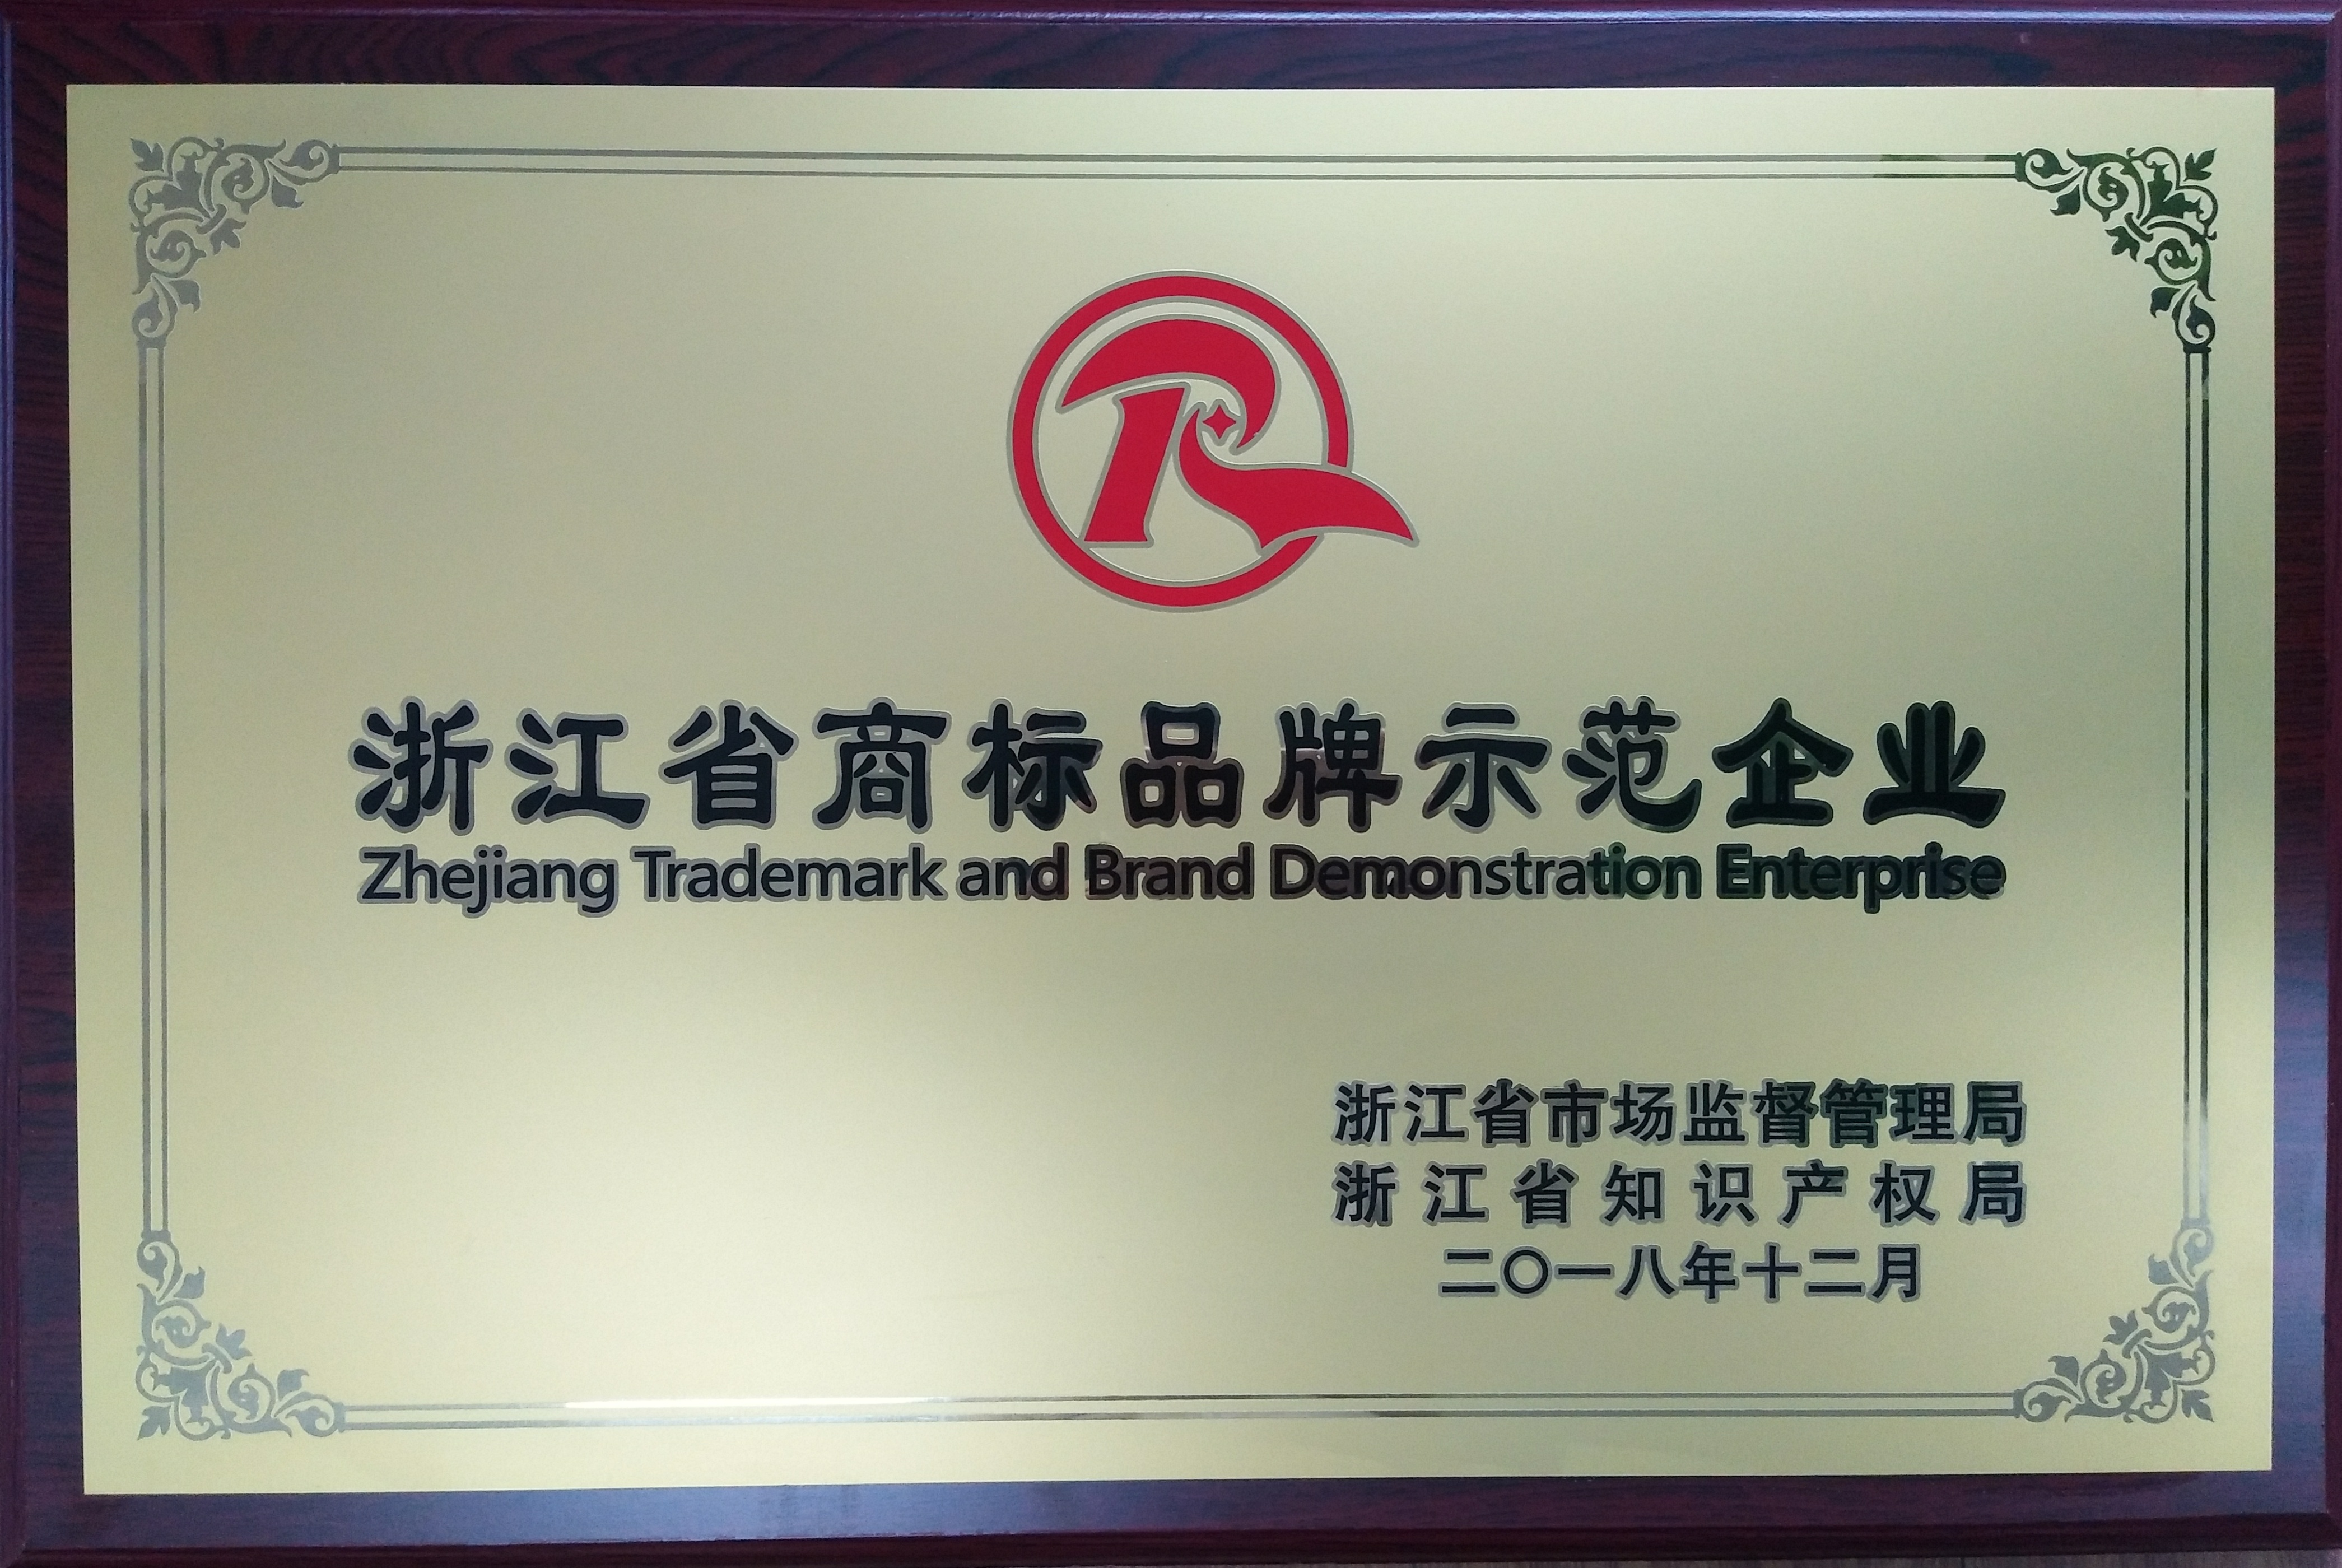 浙江省商标品牌示范企业
Zhejiang Trademark and Brand Demonstration Enterprise
浙江省市场监督管理局
浙江省知识产权局
二〇一八年十二月